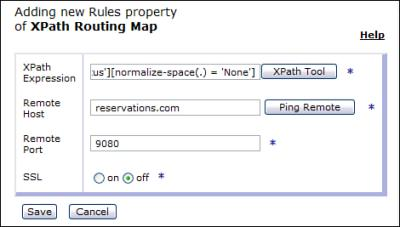 Adding new Rules property
of XPath Routing Map
Help
XPath
Expression
us'][normalize-space(.) = 'None']
XPath Tool
*
Remote
Host
reservations.com
Ping Remote
*
Remote
Port
9080
*
SSL
on
off
*
Save
Cancel